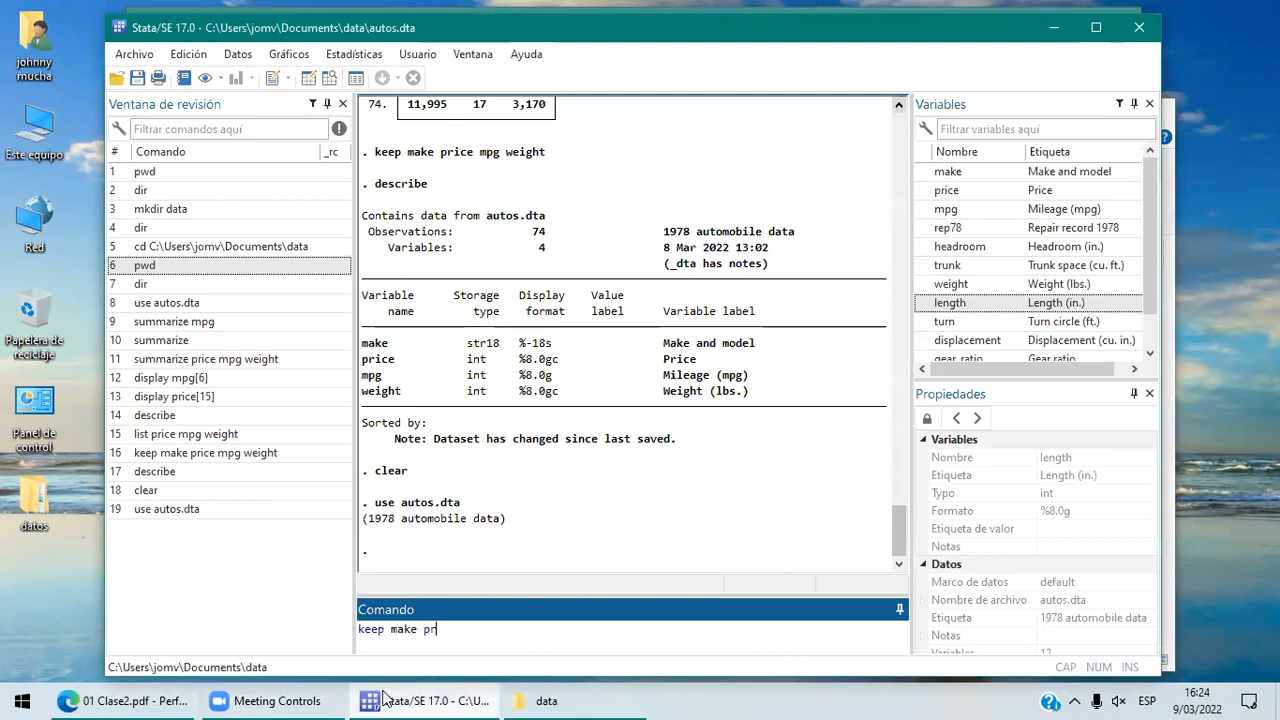 johnny
mucha
Este equipo
Red
Papelera de
reciclaje
Panel de
control
datos
Stata/SE 17.0 - C:\Users\jomv\Documents\data\autos.dta
Archivo Edición Datos Gráficos Estadísticas Usuario Ventana Ayuda
Ventana de revisión
Filtrar comandos aquí
# Comando _rc
1 pwd
2 dir
3 mkdir data
4 dir
5 cd C:\Users\jomv\Documents\data
6 pwd
7 dir
8 use autos.dta
9 summarize mpg
10 summarize
11 summarize price mpg weight
12 display mpg[6]
13 display price[15]
14 describe
15 list price mpg weight
16 keep make price mpg weight
17 describe
18 clear
19 use autos.dta
74. 11,995 17 3,170
. keep make price mpg weight
. describe
Contains data from autos.dta
Observations: 74 1978 automobile data
Variables: 4 8 Mar 2022 13:02
(_dta has notes)
Variable Storage Display Value
name type format label Variable label
make str18 %-18s Make and model
price int %8.0gc Price
mpg int %8.0g Mileage (mpg)
weight int %8.0gc Weight (lbs.)
Sorted by:
Note: Dataset has changed since last saved.
. clear
. use autos.dta
(1978 automobile data)
.
Comando
keep make pr
Variables
Filtrar variables aquí
Nombre Etiqueta
make Make and model
price Price
mpg Mileage (mpg)
rep78 Repair record 1978
headroom Headroom (in.)
trunk Trunk space (cu. ft.)
weight Weight (lbs.)
length Length (in.)
turn Turn circle (ft.)
displacement Displacement (cu. in.)
gear_ratio Gear ratio
Propiedades
Variables
Nombre length
Etiqueta Length (in.)
Typo int
Formato %8.0g
Etiqueta de valor
Notas
Datos
Marco de datos default
Nombre de archivo autos.dta
Etiqueta 1978 automobile data
Notas
Variables 12
C:\Users\jomv\Documents\data
CAP NUM INS
01 Clase2.pdf - Perf...
Meeting Controls
Stata/SE 17.0 - C:\U...
data
ESP
16:24
9/03/2022